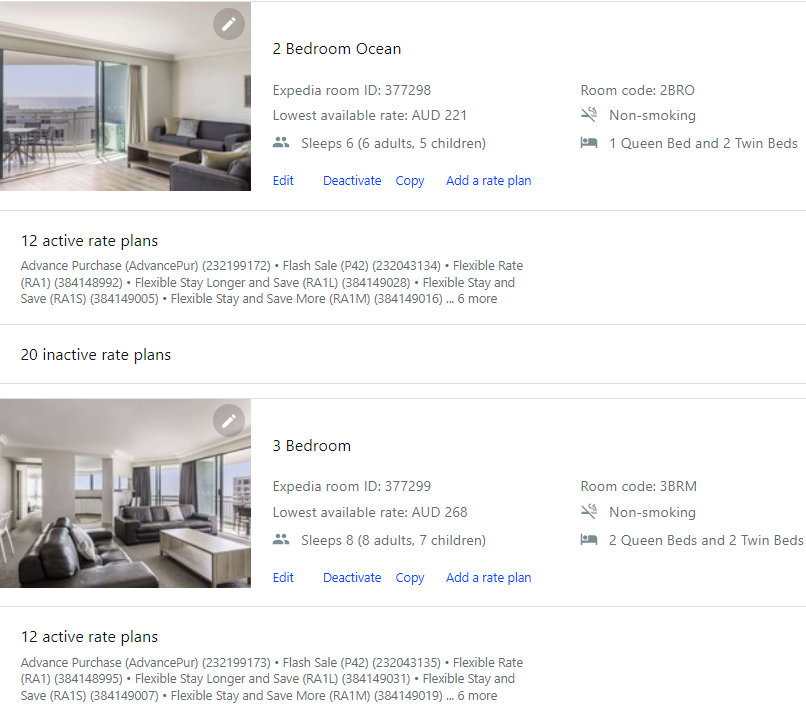 2 Bedroom Ocean
Expedia room ID: 377298
Room code: 2BRO
Lowest available rate: AUD 221
Non-smoking
Sleeps 6 (6 adults, 5 children)
1 Queen Bed and 2 Twin Beds
Edit Deactivate Copy Add a rate plan
12 active rate plans
Advance Purchase (AdvancePur) (232199172) • Flash Sale (P42) (232043134) • Flexible Rate
(RA1) (384148992) • Flexible Stay Longer and Save (RA1L) (384149028) • Flexible Stay and
Save (RA1S) (384149005) • Flexible Stay and Save More (RA1M) (384149016) ... 6 more
20 inactive rate plans
3 Bedroom
Expedia room ID: 377299
Room code: 3BRM
Lowest available rate: AUD 268
Non-smoking
Sleeps 8 (8 adults, 7 children)
2 Queen Beds and 2 Twin Beds
Edit Deactivate Copy Add a rate plan
12 active rate plans
Advance Purchase (AdvancePur) (232199173) • Flash Sale (P42) (232043135) • Flexible Rate
(RA1) (384148995) • Flexible Stay Longer and Save (RA1L) (384149031) • Flexible Stay and
Save (RA1S) (384149007) • Flexible Stay and Save More (RA1M) (384149019) ... 6 more